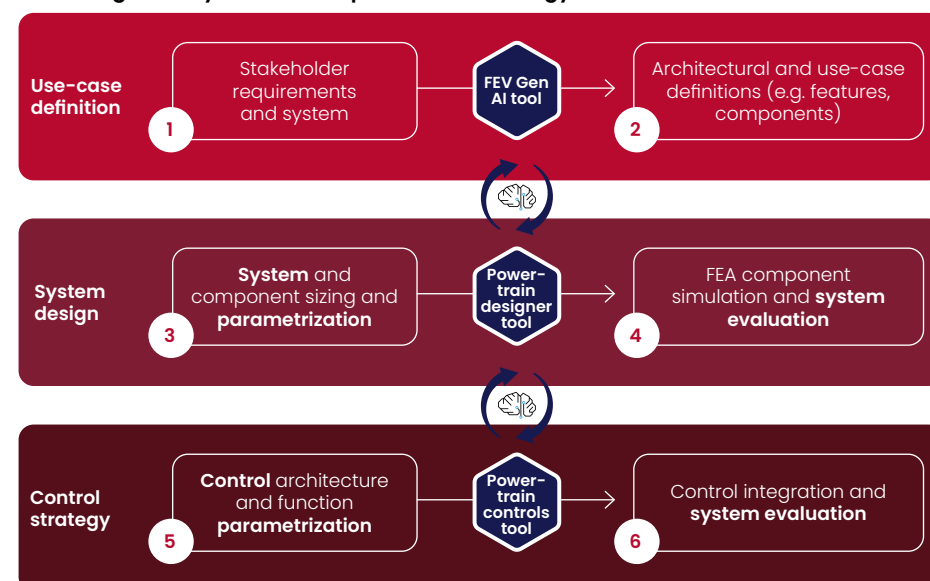 Use-case
definition
1
Stakeholder
requirements
and system
FEV Gen
AI tool
2
Architectural and use-case
definitions (e.g. features,
components)
System
design
3
System and
component sizing and
parametrization
Power-
train
designer
tool
4
FEA component
simulation and system
evaluation
Control
strategy
5
Control architecture
and function
parametrization
Power-
train
controls
tool
6
Control integration and
system evaluation